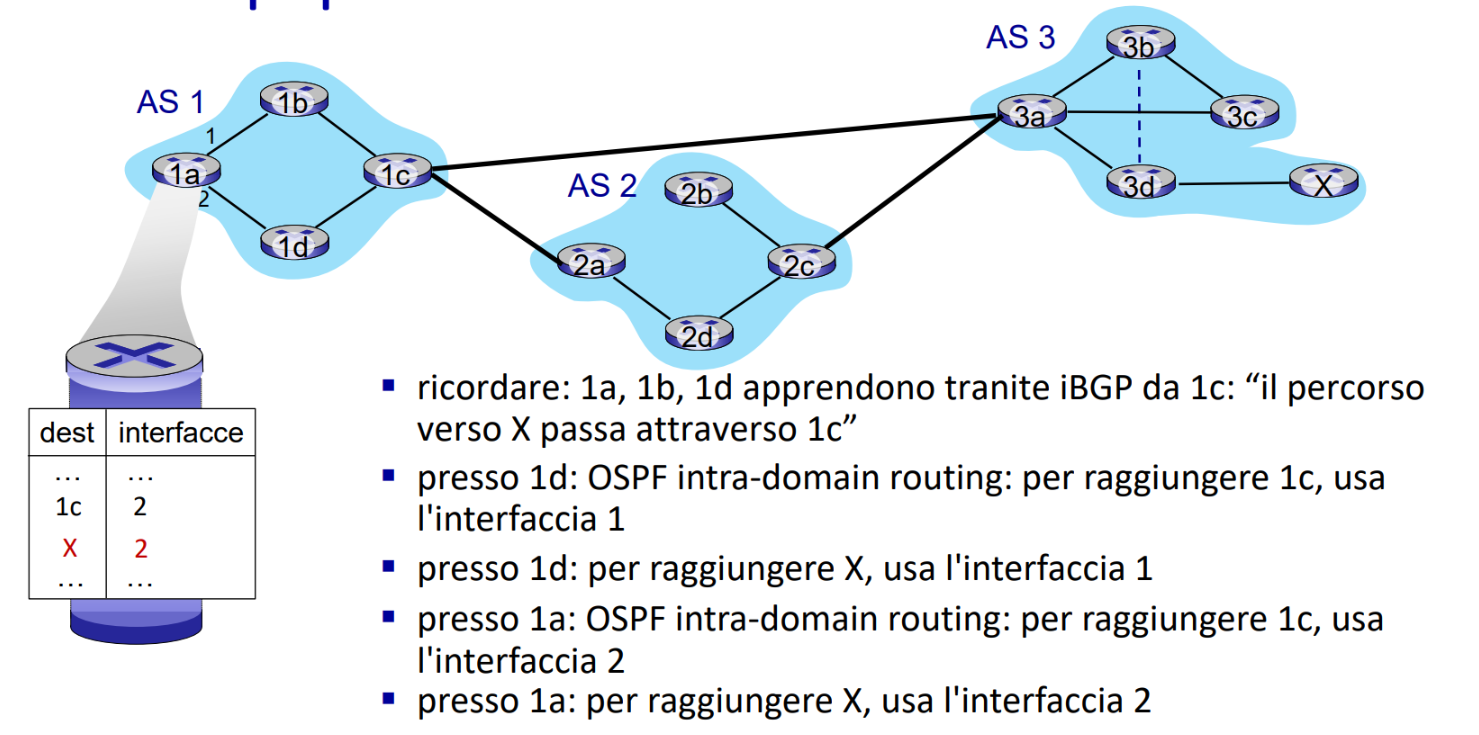 AS 3
3b
AS 1
1b
1
3a
3c
1a
1c
AS 2
2b
3d
X
2
1d
2a
2c
2d
dest interfacce
... ...
1c 2
X 2
... ...
▪ ricordare: 1a, 1b, 1d apprendono tranite iBGP da 1c: “il percorso
verso X passa attraverso 1c”
▪ presso 1d: OSPF intra-domain routing: per raggiungere 1c, usa
l'interfaccia 1
▪ presso 1d: per raggiungere X, usa l'interfaccia 1
▪ presso 1a: OSPF intra-domain routing: per raggiungere 1c, usa
l'interfaccia 2
▪ presso 1a: per raggiungere X, usa l'interfaccia 2